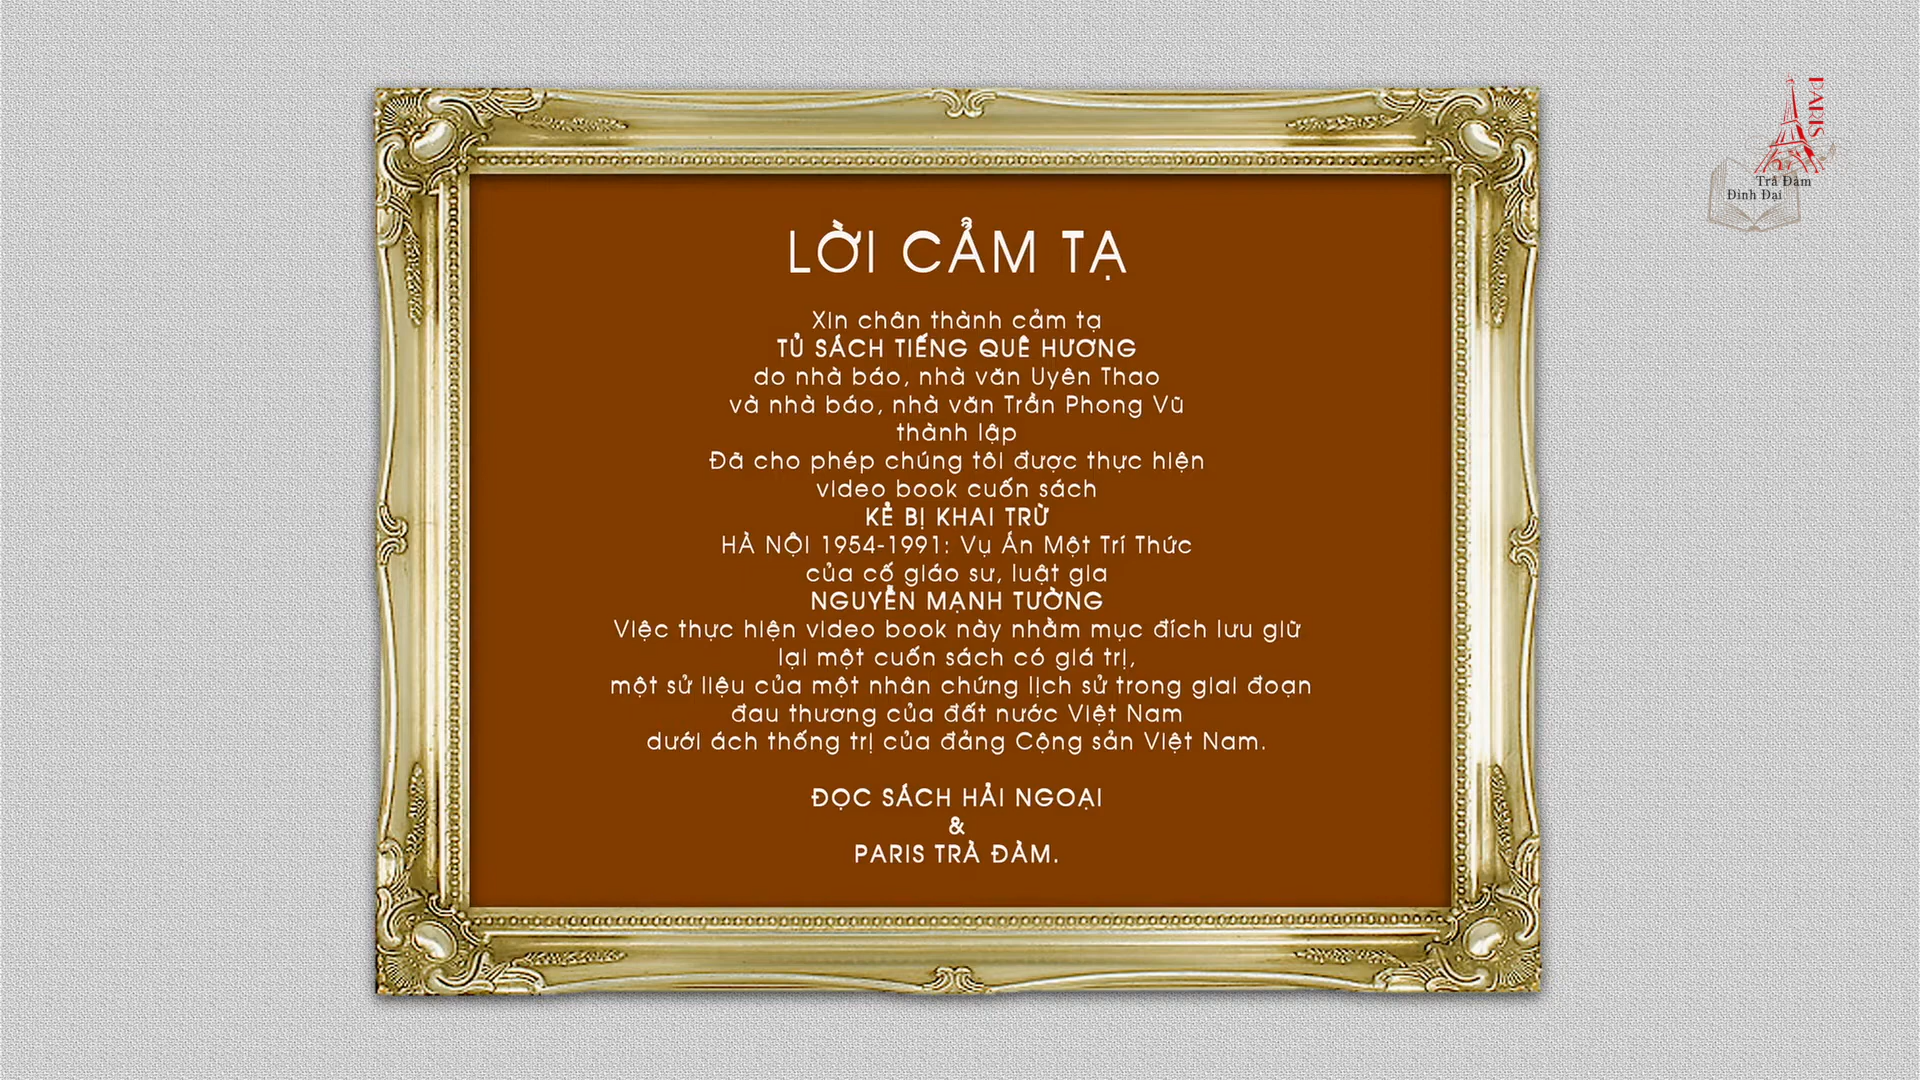 LỜI CẢM TẠ
Xin chân thành cảm tạ
TỦ SÁCH TIẾNG QUÊ HƯƠNG
do nhà báo, nhà văn Uyên Thao
và nhà báo, nhà văn Trần Phong Vũ
thành lập
Đã cho phép chúng tôi được thực hiện
video book cuốn sách
KẺ BỊ KHAI TRỪ
HÀ NỘI 1954-1991: Vụ Án Một Trí Thức
của cố giáo sư, luật gia
NGUYỄN MẠNH TƯỜNG
Việc thực hiện video book này nhằm mục đích lưu giữ
lại một cuốn sách có giá trị,
một sử liệu của một nhân chứng lịch sử trong giai đoạn
đau thương của đất nước Việt Nam
dưới ách thống trị của đảng Cộng sản Việt Nam.
ĐỌC SÁCH HẢI NGOẠI
&
PARIS TRÀ ĐÀM.
PARIS
Trà Đàm
Đình Đại